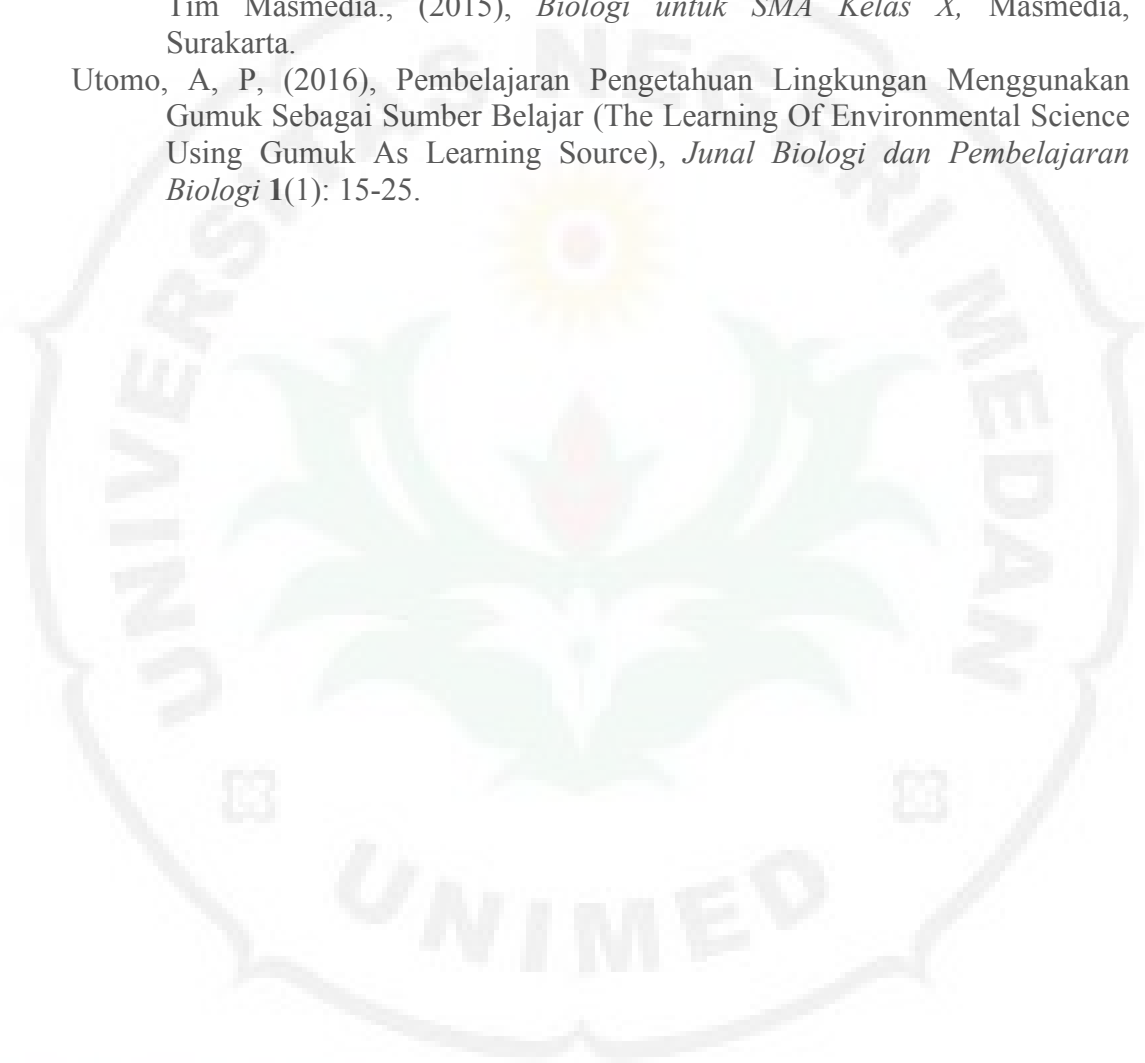 Tim Masmedia., (2015), Biologi untuk SMA Kelas X, Masmedia,
Surakarta.
Utomo, A, P, (2016), Pembelajaran Pengetahuan Lingkungan Menggunakan
Gumuk Sebagai Sumber Belajar (The Learning Of Environmental Science
Using Gumuk As Learning Source), Junal Biologi dan Pembelajaran
Biologi 1(1): 15-25.
UNIVERSITAS NEGERI MEDAN
UNIMED